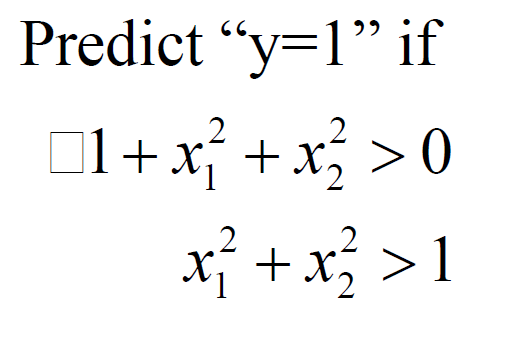 Predict “y=1” if
□1 + x₁² + x₂² > 0
x₁² + x₂² > 1